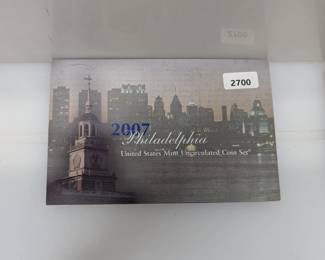 2700
2007
Philadelphia
United States Mint Uncirculated Coin Set®